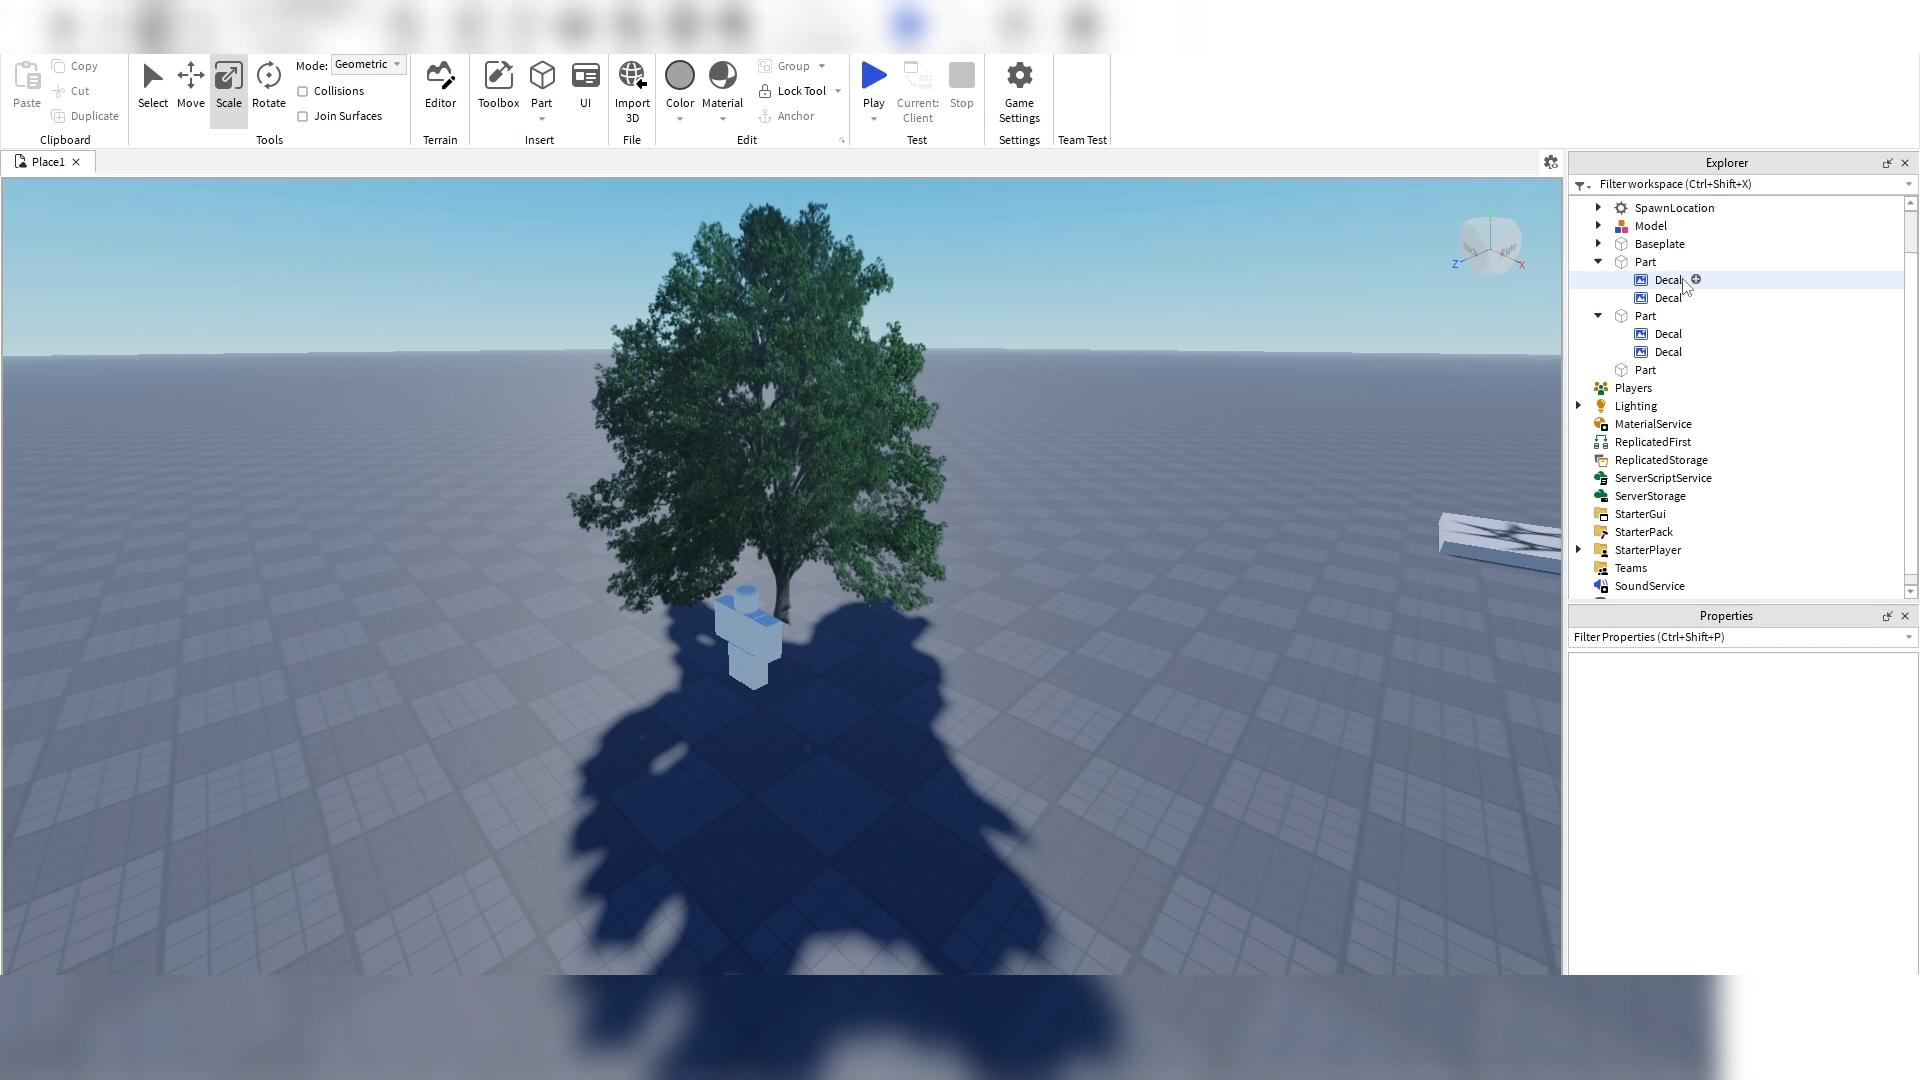 Copy
Cut
Duplicate
Paste
Clipboard
Select
Move
Scale
Rotate
Mode: Geometric
Collisions
Join Surfaces
Tools
Editor
Terrain
Toolbox
Part
UI
Insert
Import
3D
File
Color
Material
Group
Lock Tool
Anchor
Edit
Play
Current:
Client
Stop
Test
Game
Settings
Settings
Team Test
Place1
Explorer
Filter workspace (Ctrl+Shift+X)
SpawnLocation
Model
Baseplate
Part
Decal
Decal
Part
Decal
Decal
Part
Players
Lighting
MaterialService
ReplicatedFirst
ReplicatedStorage
ServerScriptService
ServerStorage
StarterGui
StarterPack
StarterPlayer
Teams
SoundService
Properties
Filter Properties (Ctrl+Shift+P)
Back
Right
Z
X